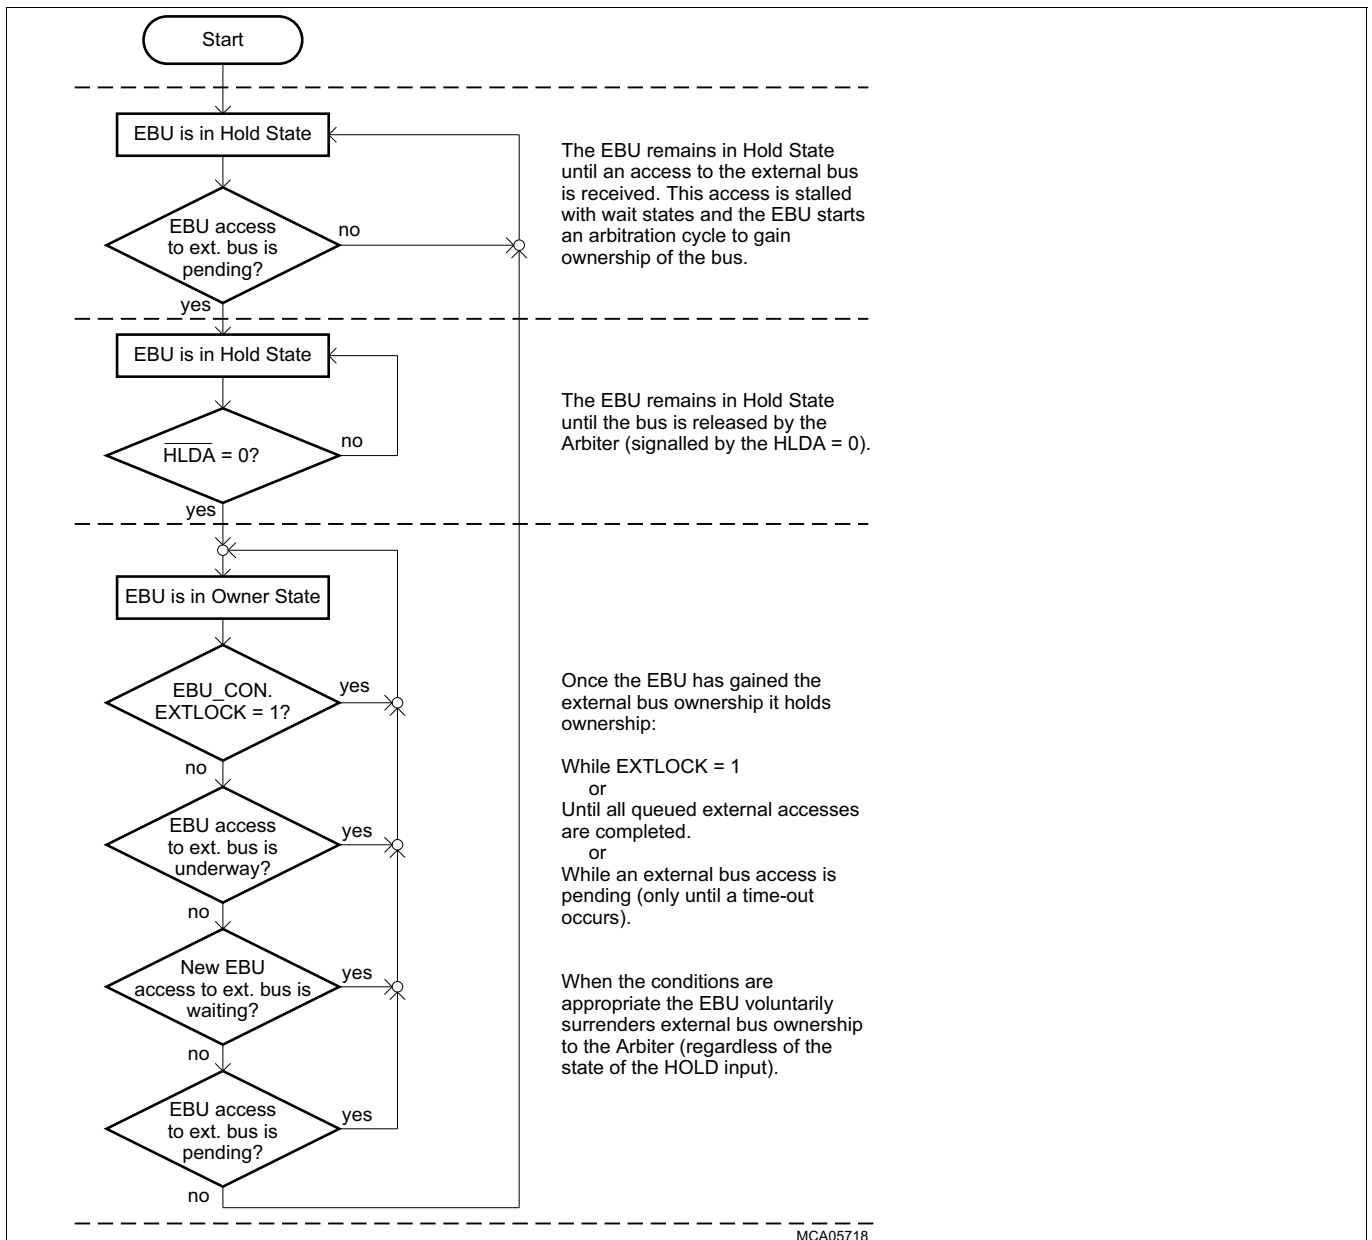 Start
EBU is in Hold State
The EBU remains in Hold State
until an access to the external bus
is received. This access is stalled
with wait states and the EBU starts
an arbitration cycle to gain
ownership of the bus.
EBU access
to ext. bus is
pending?
no
yes
EBU is in Hold State
The EBU remains in Hold State
until the bus is released by the
Arbiter (signalled by the HLDA = 0).
H̅L̅D̅A̅ = 0?
no
yes
EBU is in Owner State
EBU_CON.
EXTLOCK = 1?
yes
no
Once the EBU has gained the
external bus ownership it holds
ownership:
While EXTLOCK = 1
or
Until all queued external accesses
are completed.
or
While an external bus access is
pending (only until a time-out
occurs).
EBU access
to ext. bus is
underway?
yes
no
New EBU
access to ext. bus is
waiting?
yes
no
When the conditions are
appropriate the EBU voluntarily
surrenders external bus ownership
to the Arbiter (regardless of the
state of the HOLD input).
EBU access
to ext. bus is
pending?
yes
no
MCA05718